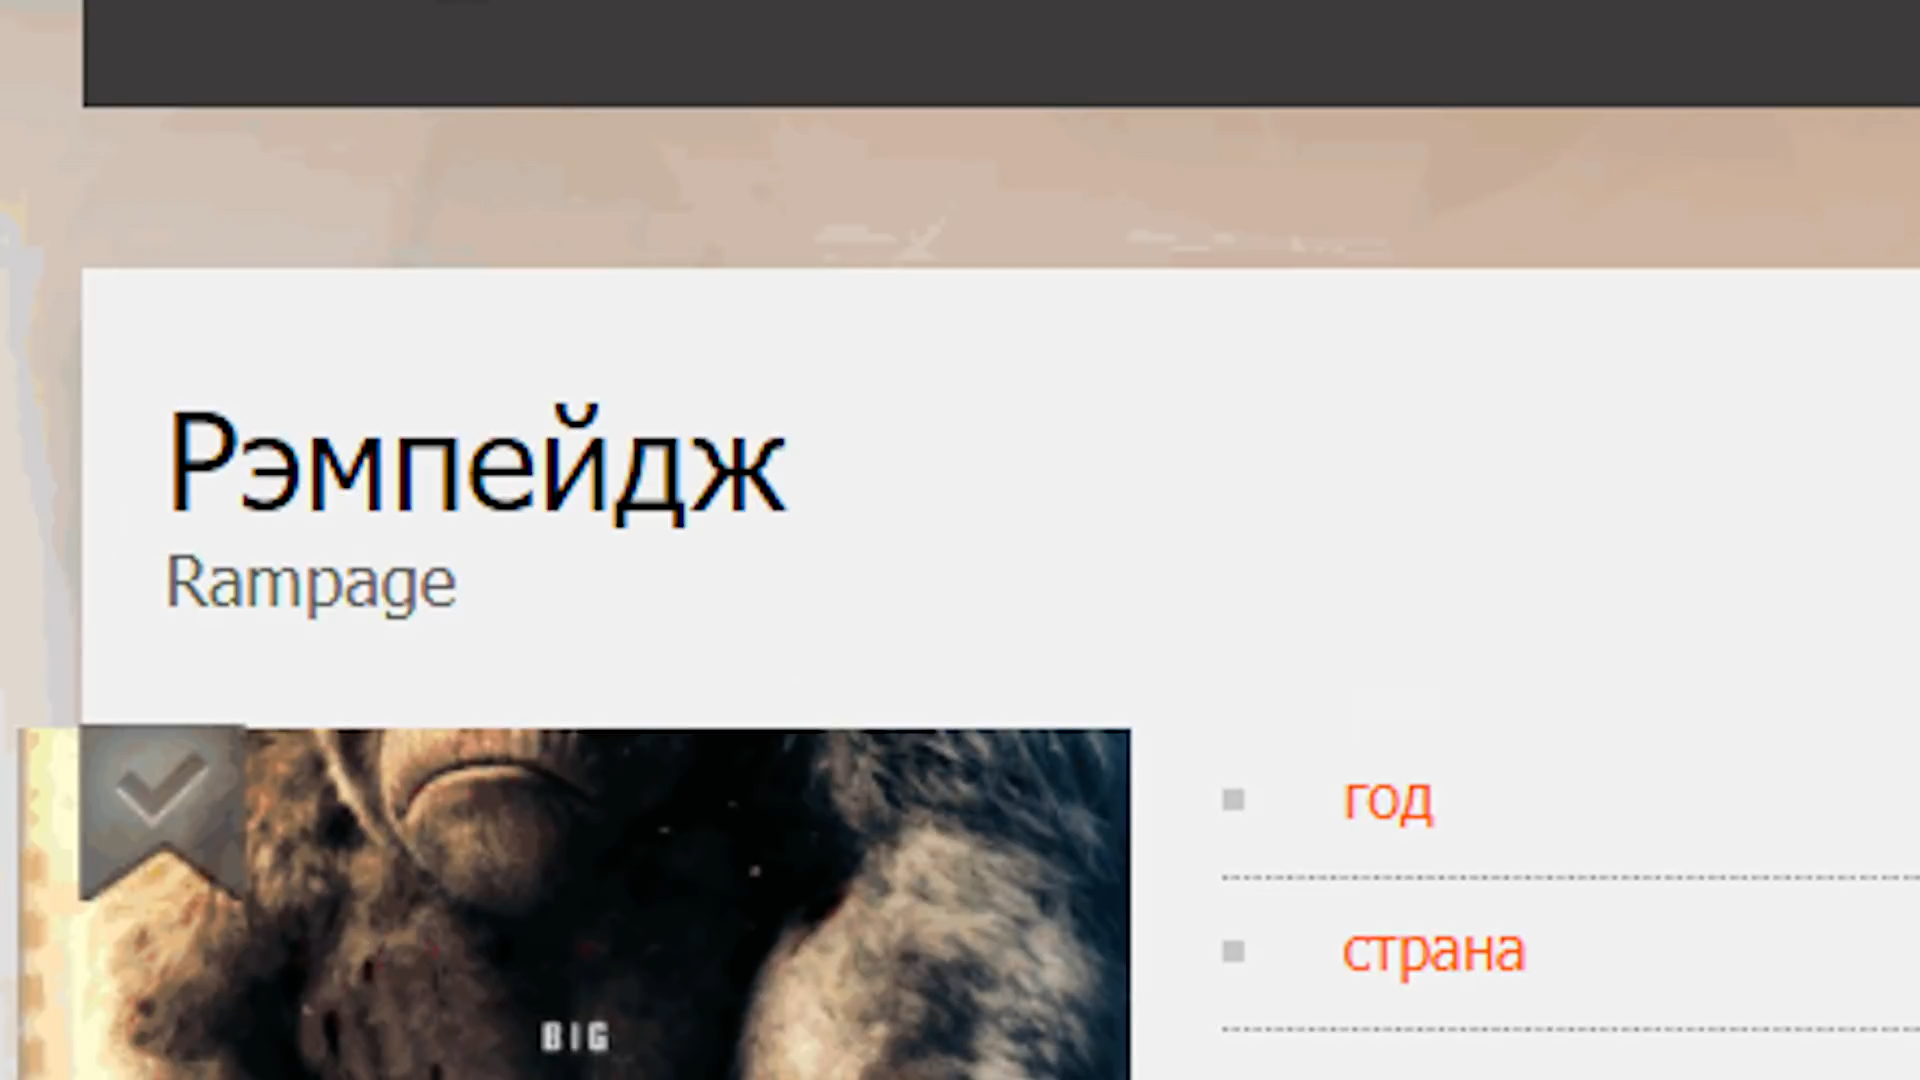 Рэмпейдж
Rampage
год
страна
BIG